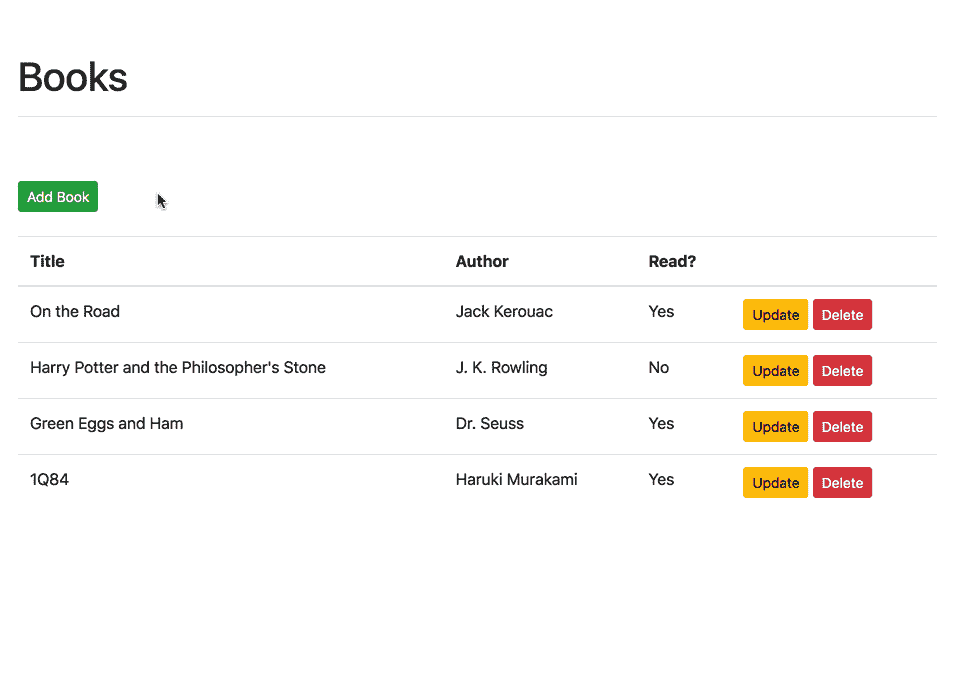 Books
Add Book
Title Author Read?
On the Road Jack Kerouac Yes Update Delete
Harry Potter and the Philosopher's Stone J. K. Rowling No Update Delete
Green Eggs and Ham Dr. Seuss Yes Update Delete
1Q84 Haruki Murakami Yes Update Delete